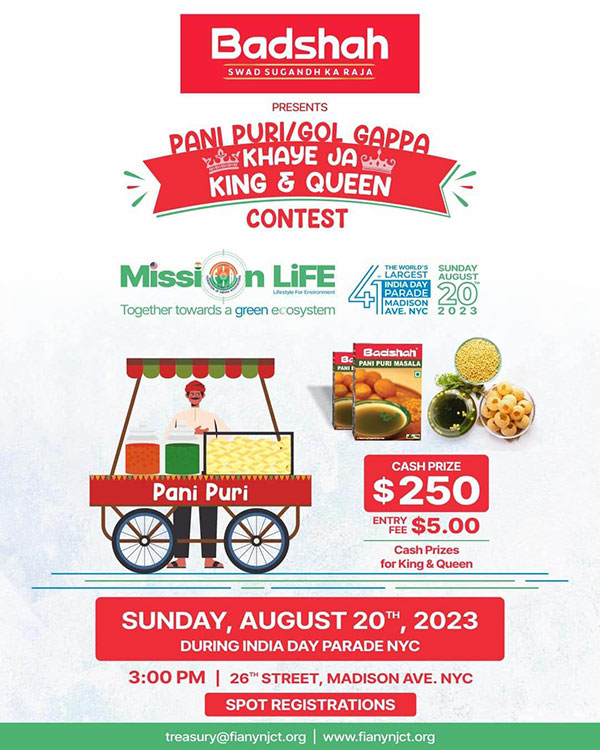 Badshah
SWAD SUGANDH KA RAJA
PRESENTS
PANI PURI/GOL GAPPA
KHAYE JA
KING & QUEEN
CONTEST
Mission LiFE
Lifestyle For Environment
Together towards a green ecosystem
41st
THE WORLD'S
LARGEST
INDIA DAY
PARADE
MADISON
AVE. NYC
SUNDAY
AUGUST
20TH
2023
Badshah
PANI PURI MASALA
Pani Puri
CASH PRIZE
$250
ENTRY FEE $5.00
Cash Prizes
for King & Queen
SUNDAY, AUGUST 20TH, 2023
DURING INDIA DAY PARADE NYC
3:00 PM | 26TH STREET, MADISON AVE. NYC
SPOT REGISTRATIONS
treasury@fianynjct.org | www.fianynjct.org